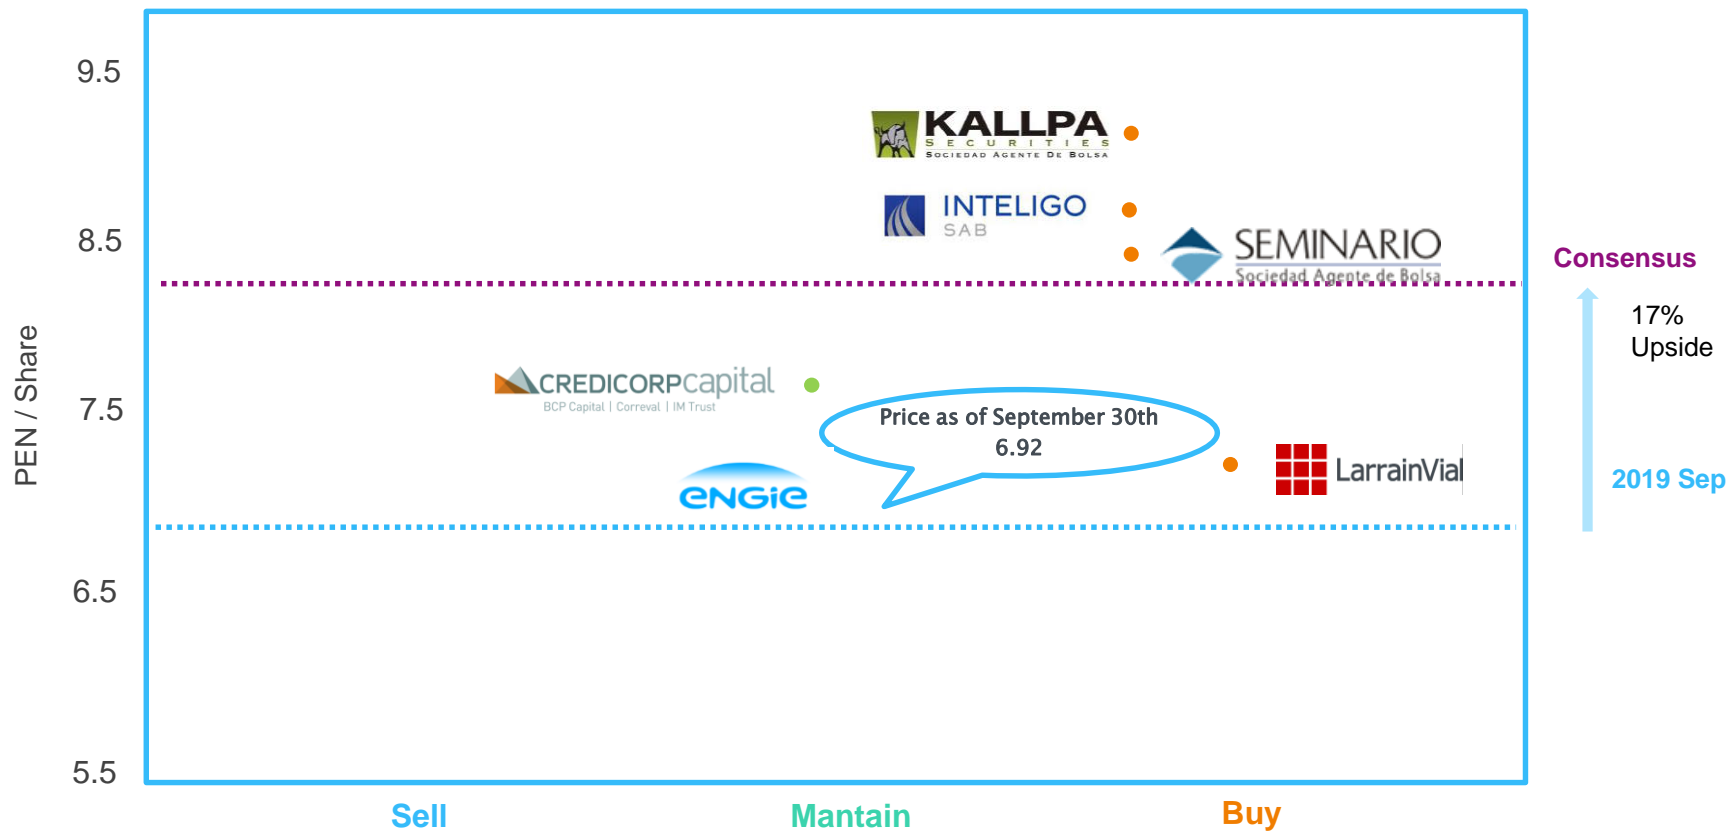 9.5
KALLPA
SECURITIES
SOCIEDAD AGENTE DE BOLSA
INTELIGO
SAB
8.5
SEMINARIO
Sociedad Agente de Bolsa
Consensus
17%
Upside
PEN / Share
CREDICORPcapital
BCP Capital | Correval | IM Trust
7.5
Price as of September 30th
6.92
ENGIE
LarrainVial
2019 Sep
6.5
5.5
Sell
Mantain
Buy